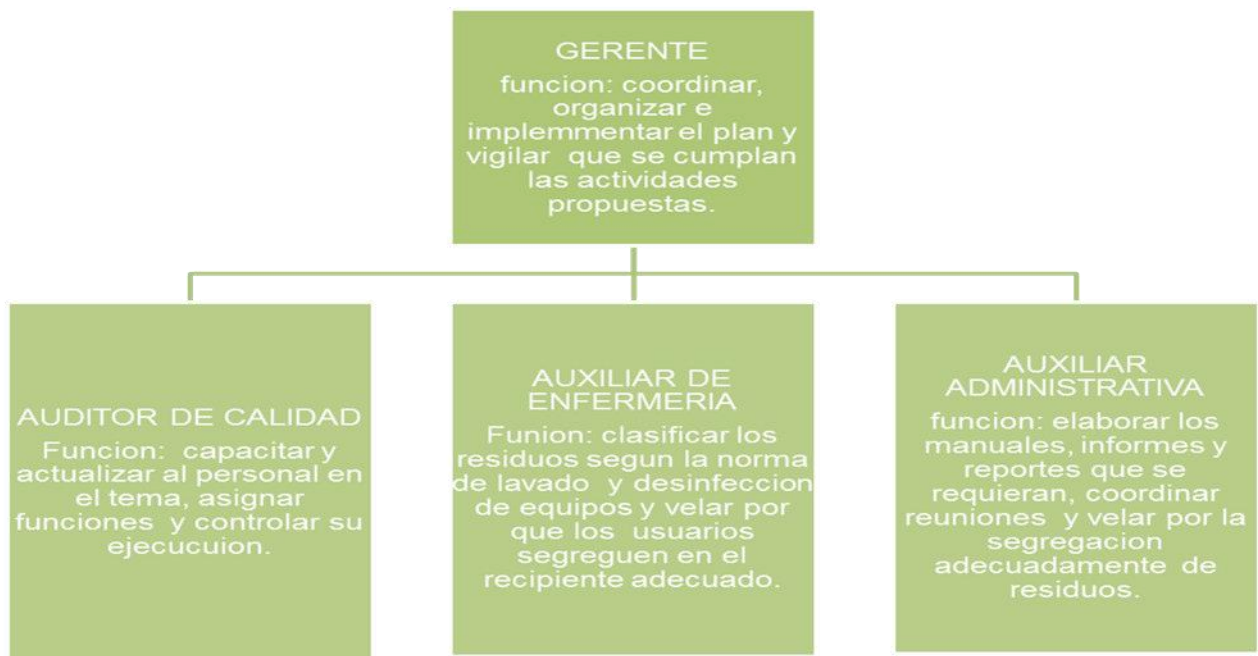 GERENTE
funcion: coordinar,
organizar e
implemmentar el plan y
vigilar que se cumplan
las actividades
propuestas.
AUDITOR DE CALIDAD
Funcion: capacitar y
actualizar al personal en
el tema, asignar
funciones y controlar su
ejecucuion.
AUXILIAR DE
ENFERMERIA
Funion: clasificar los
residuos segun la norma
de lavado y desinfeccion
de equipos y velar por
que los usuarios
segreguen en el
recipiente adecuado.
AUXILIAR
ADMINISTRATIVA
funcion: elaborar los
manuales, informes y
reportes que se
requieran, coordinar
reuniones y velar por la
segregacion
adecuadamente de
residuos.